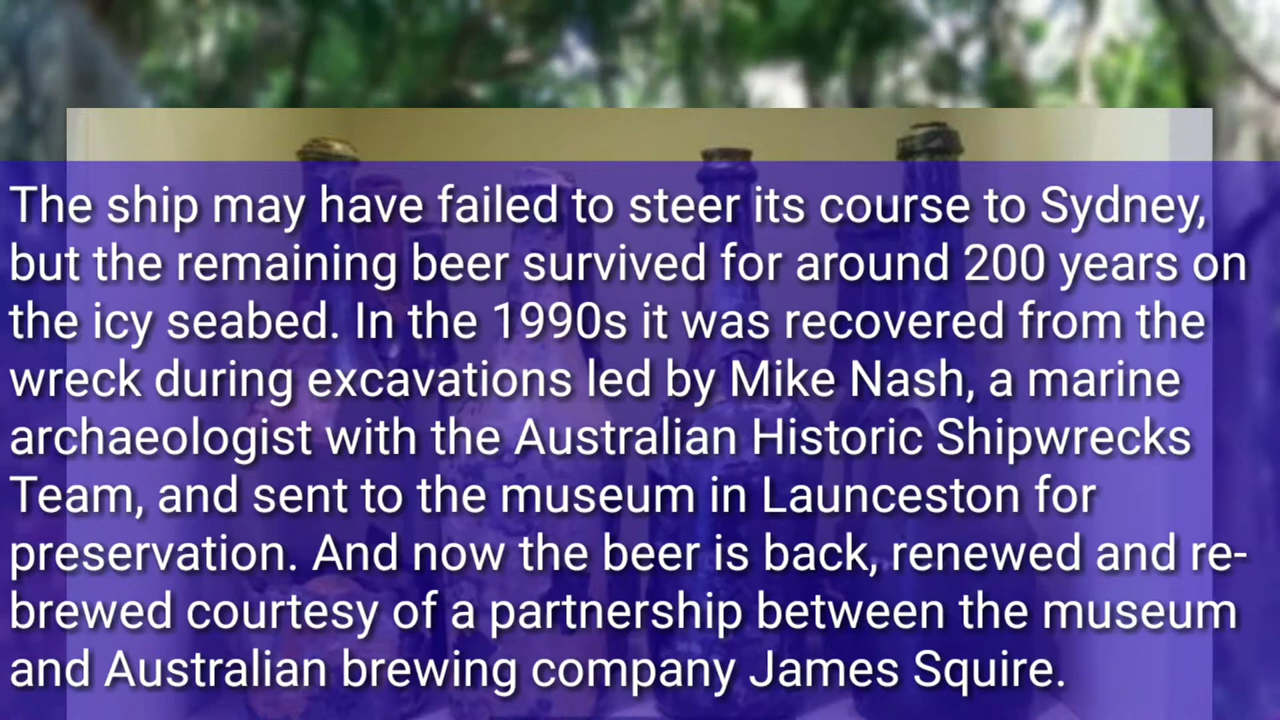 The ship may have failed to steer its course to Sydney,
but the remaining beer survived for around 200 years on
the icy seabed. In the 1990s it was recovered from the
wreck during excavations led by Mike Nash, a marine
archaeologist with the Australian Historic Shipwrecks
Team, and sent to the museum in Launceston for
preservation. And now the beer is back, renewed and re-
brewed courtesy of a partnership between the museum
and Australian brewing company James Squire.